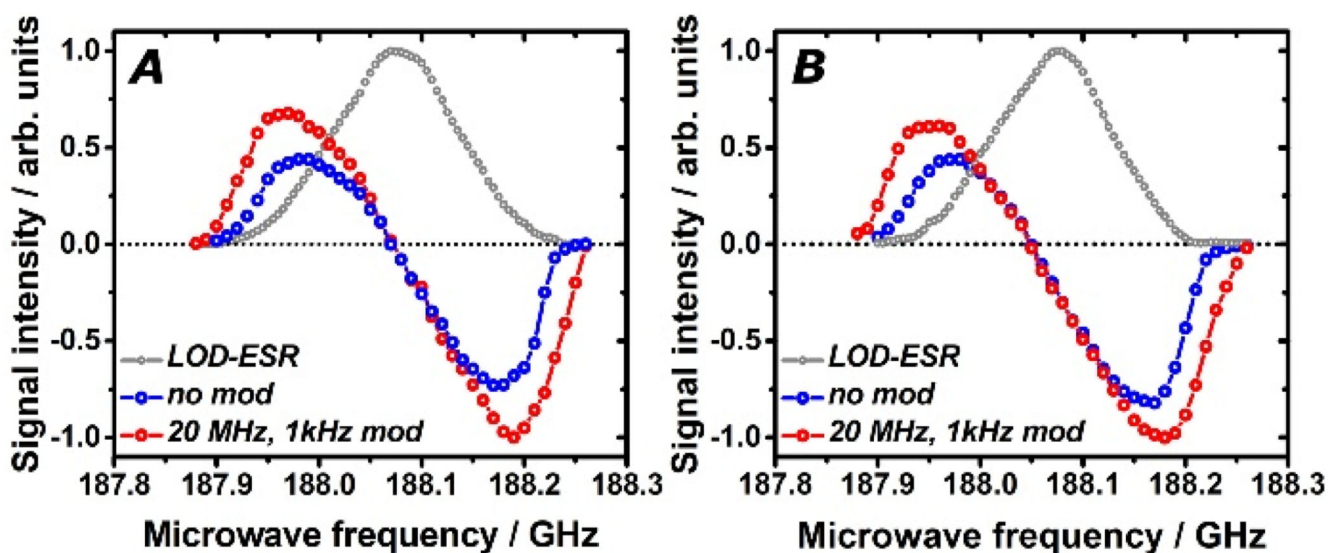 A
Signal intensity / arb. units
1.0
0.5
0.0
-0.5
-1.0
LOD-ESR
no mod
20 MHz, 1kHz mod
187.8 187.9 188.0 188.1 188.2 188.3
Microwave frequency / GHz
B
Signal intensity / arb. units
1.0
0.5
0.0
-0.5
-1.0
LOD-ESR
no mod
20 MHz, 1kHz mod
187.8 187.9 188.0 188.1 188.2 188.3
Microwave frequency / GHz